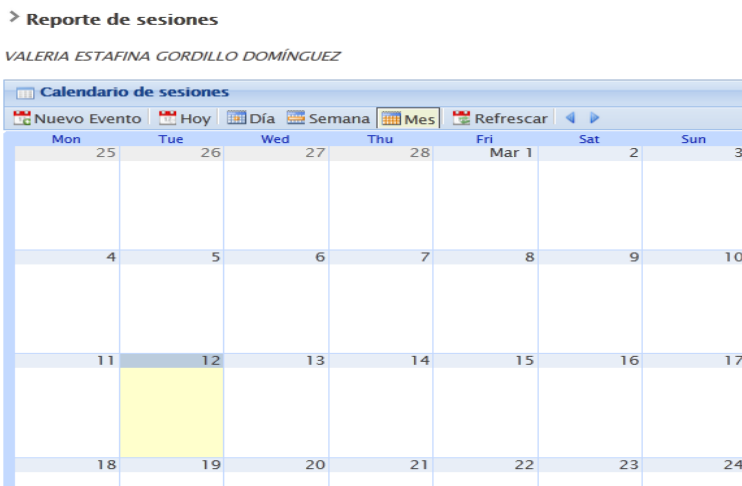 > Reporte de sesiones
VALERIA ESTAFINA GORDILLO DOMÍNGUEZ
Calendario de sesiones
Nuevo Evento Hoy Día Semana Mes Refrescar
Mon Tue Wed Thu Fri Sat Sun
25 26 27 28 Mar 1 2 3
4 5 6 7 8 9 10
11 12 13 14 15 16 17
18 19 20 21 22 23 24